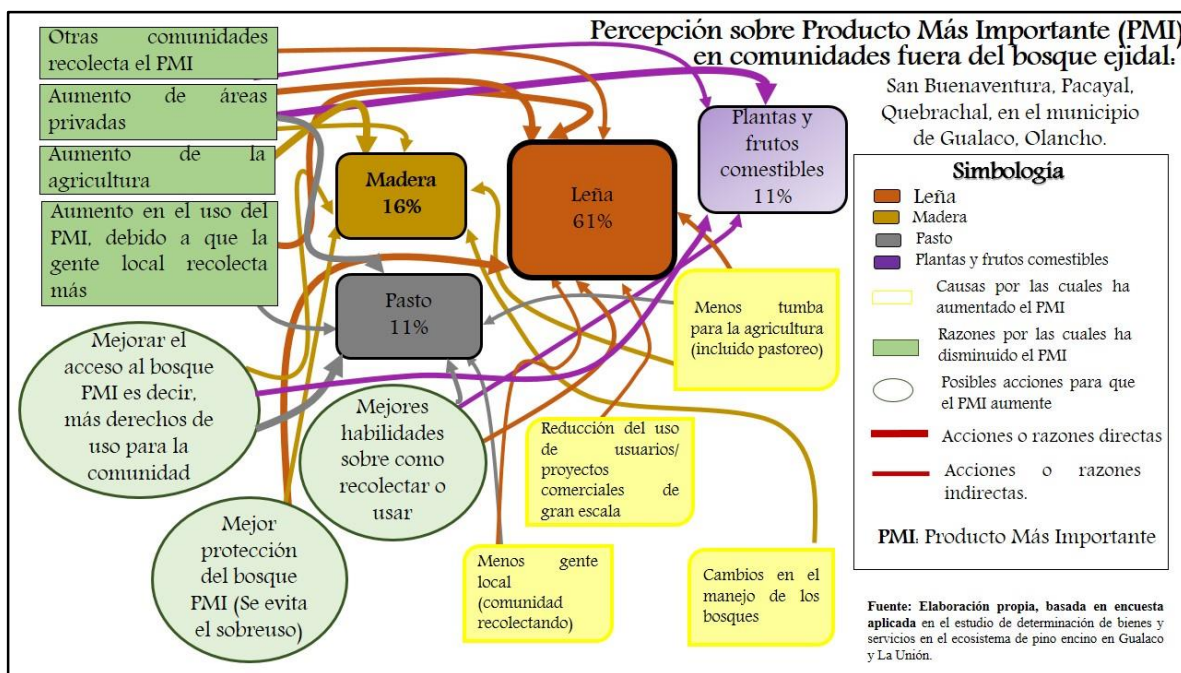 Percepción sobre Producto Más Importante (PMI)
en comunidades fuera del bosque ejidal:
San Buenaventura, Pacayal,
Quebrachal, en el municipio
de Gualaco, Olancho.
Otras comunidades
recolecta el PMI
Aumento de áreas
privadas
Aumento de la
agricultura
Aumento en el uso del
PMI, debido a que la
gente local recolecta
más
Madera
16%
Leña
61%
Plantas y
frutos
comestibles
11%
Pasto
11%
Mejorar el
acceso al bosque
PMI es decir,
más derechos de
uso para la
comunidad
Mejor
protección
del bosque
PMI (Se evita
el sobreuso)
Mejores
habilidades
sobre como
recolectar o
usar
Menos tumba
para la agricultura
(incluido pastoreo)
Reducción del uso
de usuarios/
proyectos
comerciales de
gran escala
Menos gente
local
(comunidad
recolectando)
Cambios en el
manejo de los
bosques
Simbología
Leña
Madera
Pasto
Plantas y frutos comestibles
Causas por las cuales ha
aumentado el PMI
Razones por las cuales ha
disminuido el PMI
Posibles acciones para que
el PMI aumente
Acciones o razones directas
Acciones o razones
indirectas.
PMI: Producto Más Importante
Fuente: Elaboración propia, basada en encuesta
aplicada en el estudio de determinación de bienes y
servicios en el ecosistema de pino encino en Gualaco
y La Unión.